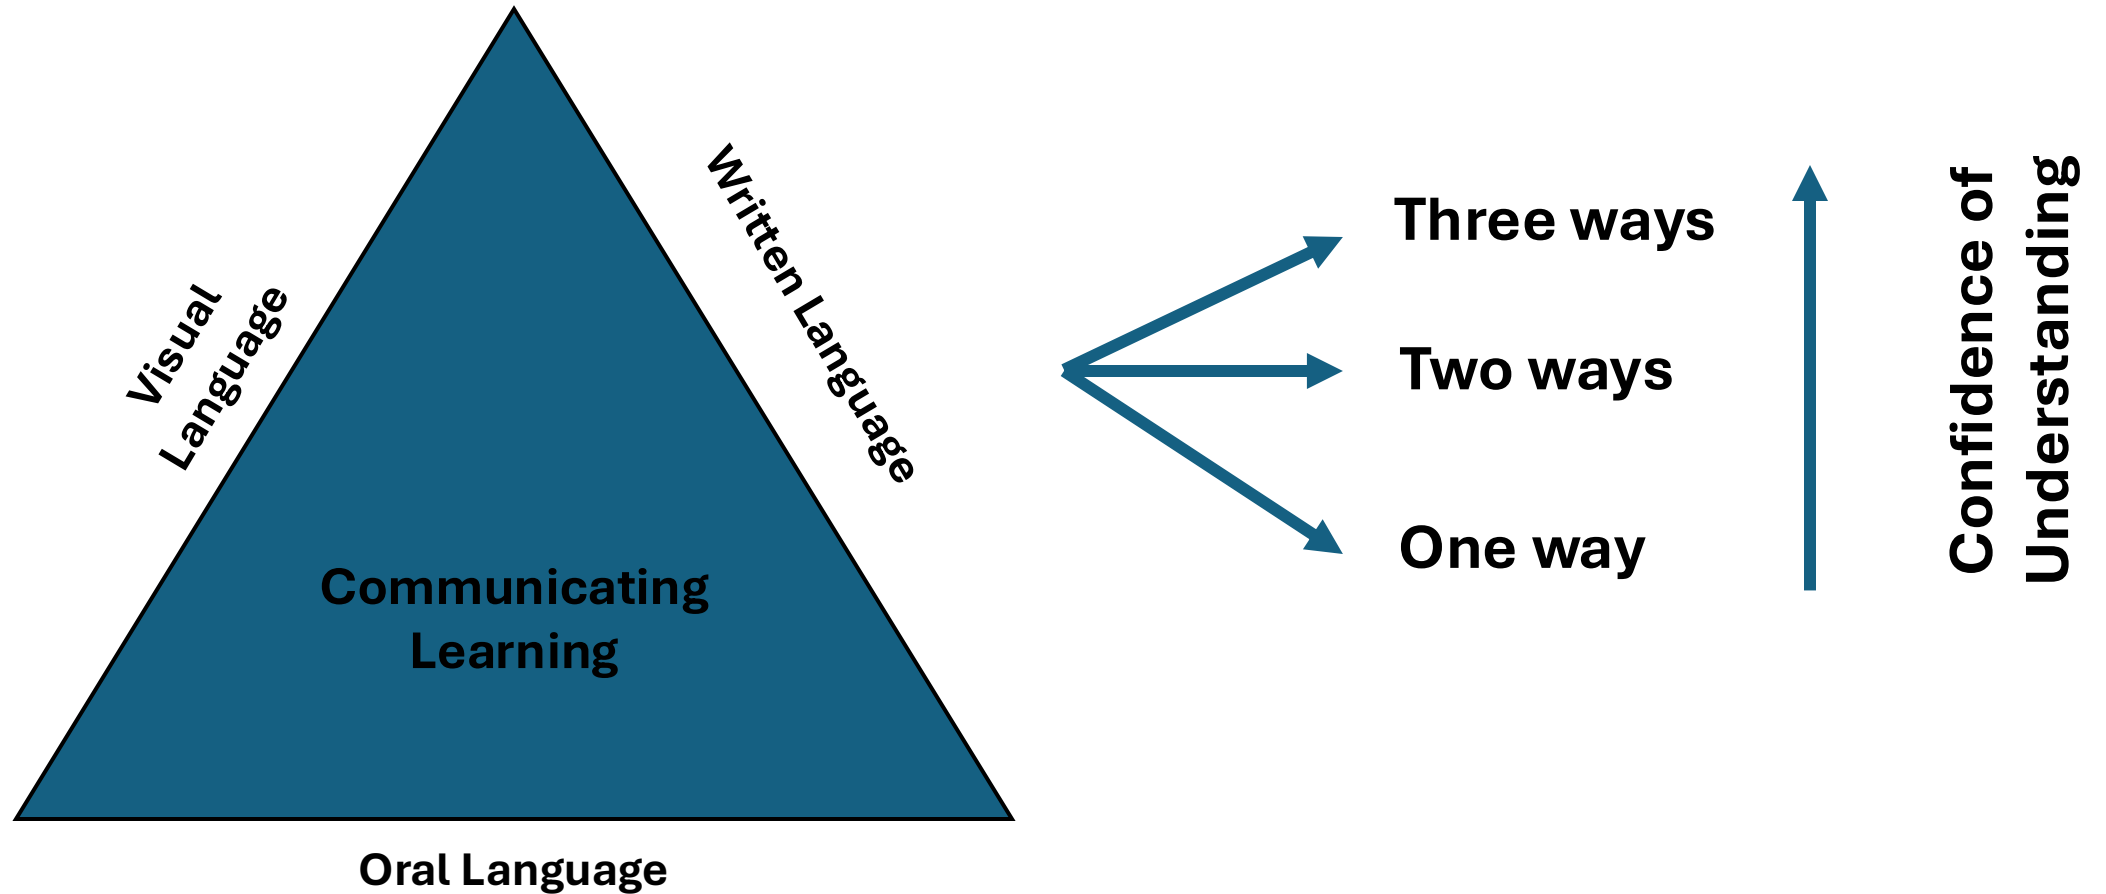 Visual
Language
Written Language
Communicating
Learning
Oral Language
Three ways
Two ways
One way
Confidence of
Understanding